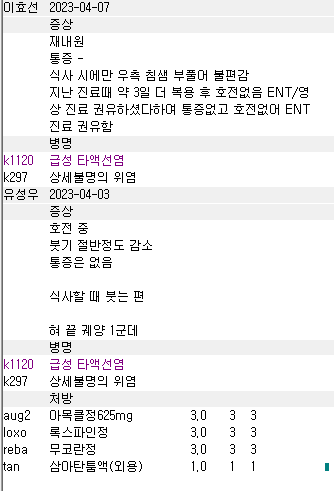 이효선 2023-04-07
증상
재내원
통증 -
식사 시에만 우측 침샘 부풀어 불편감
지난 진료때 약 3일 더 복용 후 호전없음 ENT/영
상 진료 권유하셨다하며 통증없고 호전없어 ENT
진료 권유함
병명
k1120 급성 타액선염
k297 상세불명의 위염
유성우 2023-04-03
증상
호전 중
붓기 절반정도 감소
통증은 없음
식사할 때 붓는 편
혀 끝 궤양 1군데
병명
k1120 급성 타액선염
k297 상세불명의 위염
처방
aug2 아목클정625mg 3.0 3 3
loxo 록스파인정 3.0 3 3
reba 무코란정 3.0 3 3
tan 삼아탄툼액(외용) 1.0 1 1